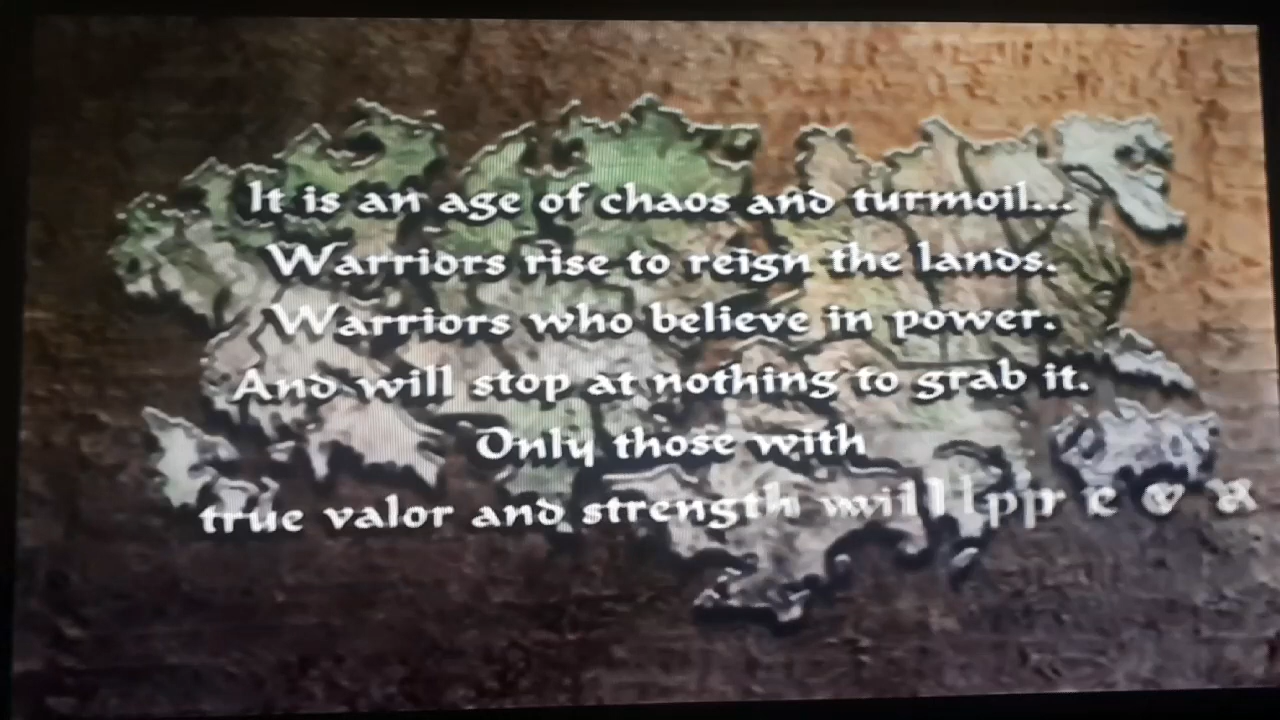 It is an age of chaos and turmoil...
Warriors rise to reign the lands.
Warriors who believe in power.
And will stop at nothing to grab it.
Only those with
true valor and strength will